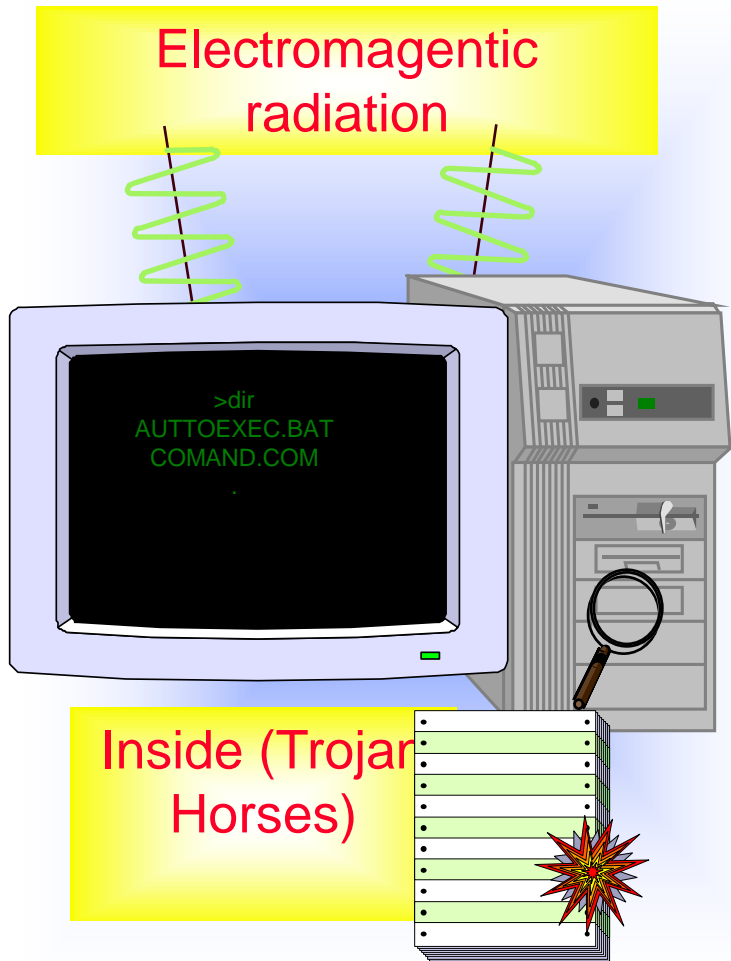 Electromagentic
radiation
>dir
AUTTOEXEC.BAT
COMAND.COM
.
Inside (Trojan
Horses)